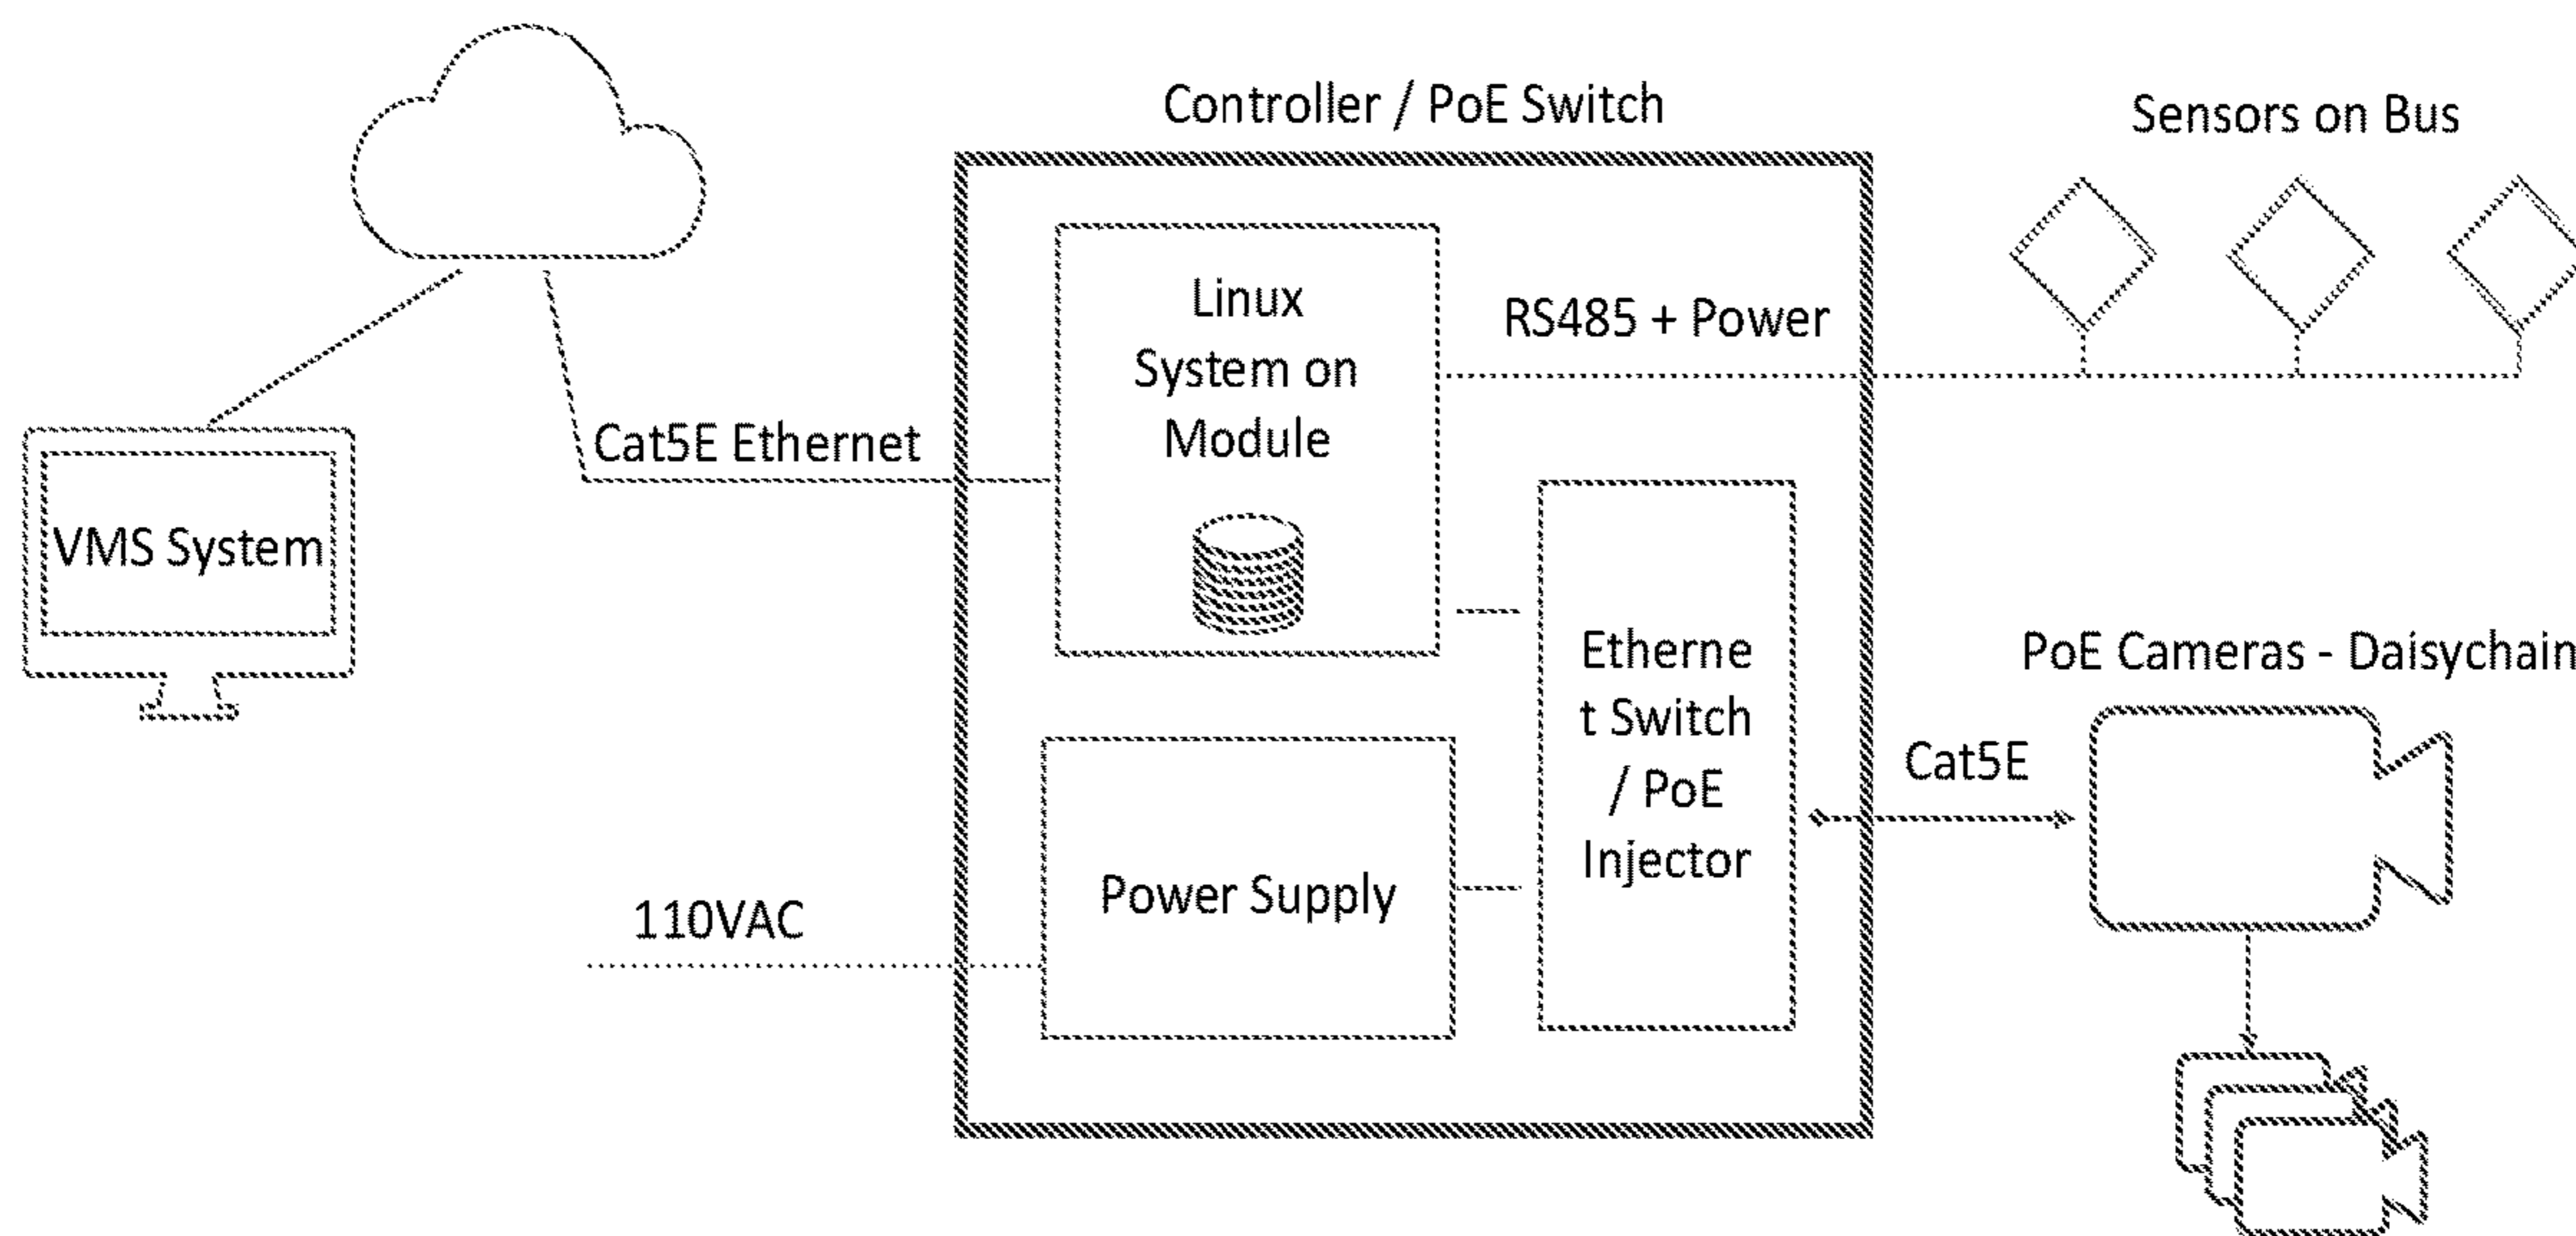 Controller / PoE Switch
Sensors on Bus
Linux
System on
Module
RS485 + Power
Cat5E Ethernet
VMS System
Etherne
t Switch
/ PoE
Injector
PoE Cameras - Daisychain
Cat5E
Power Supply
110VAC